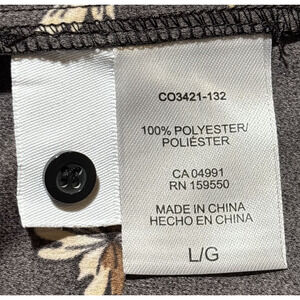 CO3421-132
100% POLYESTER/
POLIÉSTER
CA 04991
RN 159550
MADE IN CHINA
HECHO EN CHINA
L/G